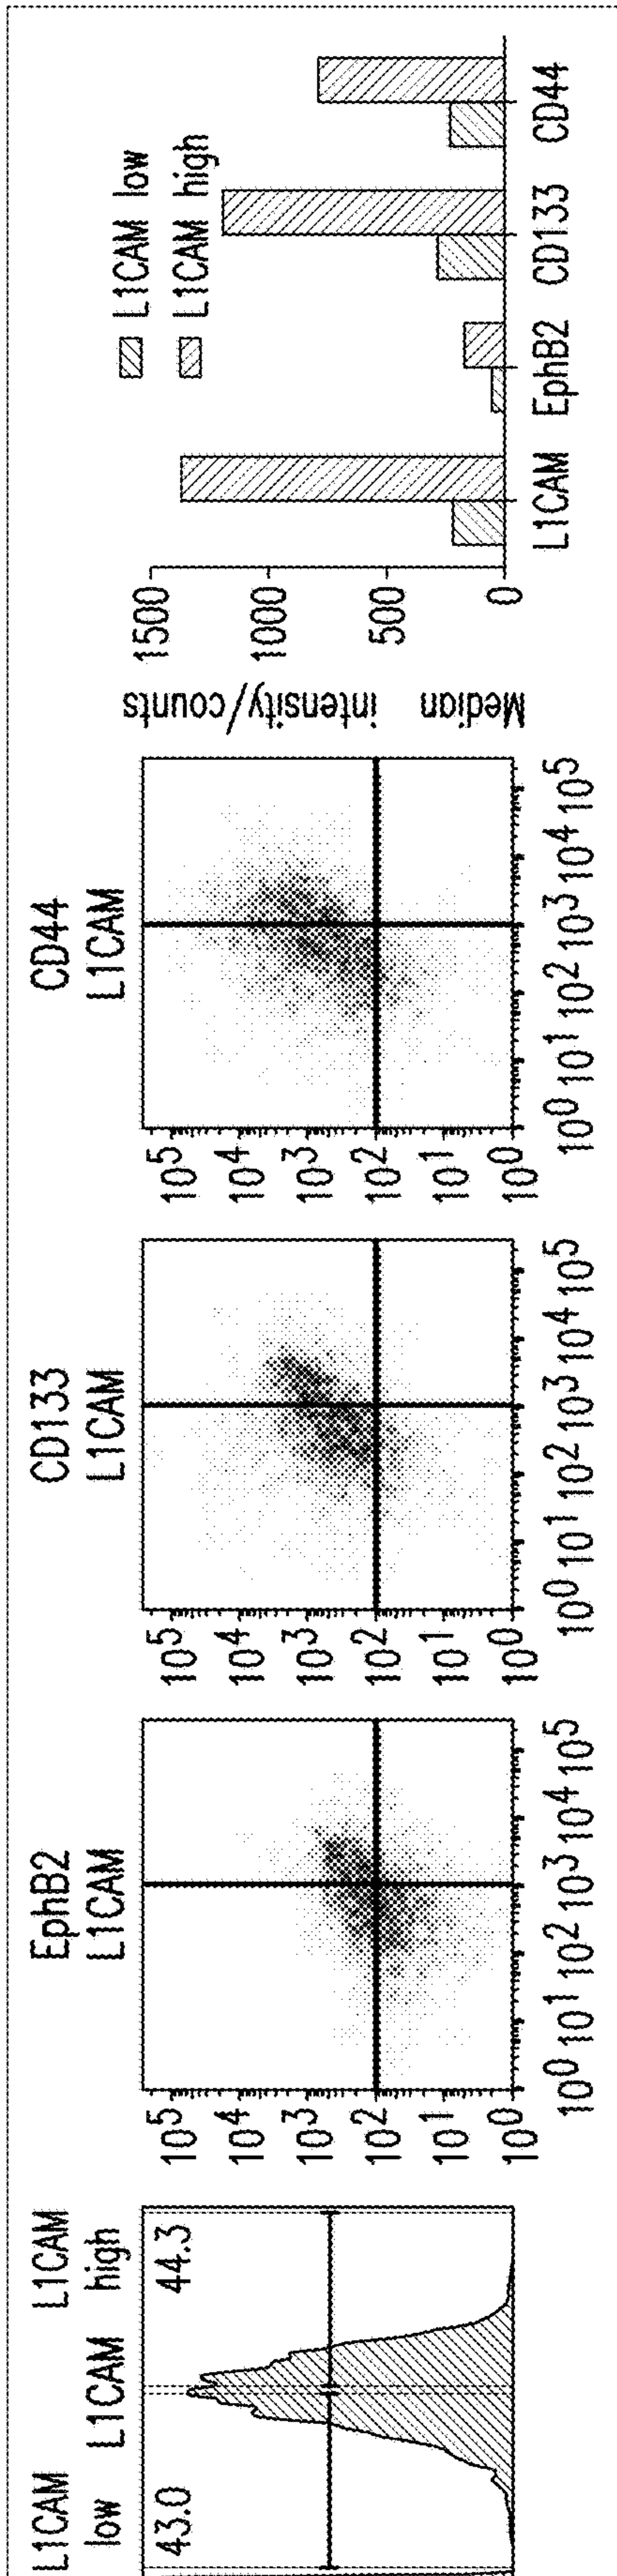 L1CAM low
L1CAM
L1CAM high
43.0
44.3
EphB2
L1CAM
10^5
10^4
10^3
10^2
10^1
10^0
10^0 10^1 10^2 10^3 10^4 10^5
CD133
L1CAM
10^5
10^4
10^3
10^2
10^1
10^0
10^0 10^1 10^2 10^3 10^4 10^5
CD44
L1CAM
10^5
10^4
10^3
10^2
10^1
10^0
10^0 10^1 10^2 10^3 10^4 10^5
Median intensity/counts
1500
1000
500
0
L1CAM low
L1CAM high
L1CAM EphB2 CD133 CD44